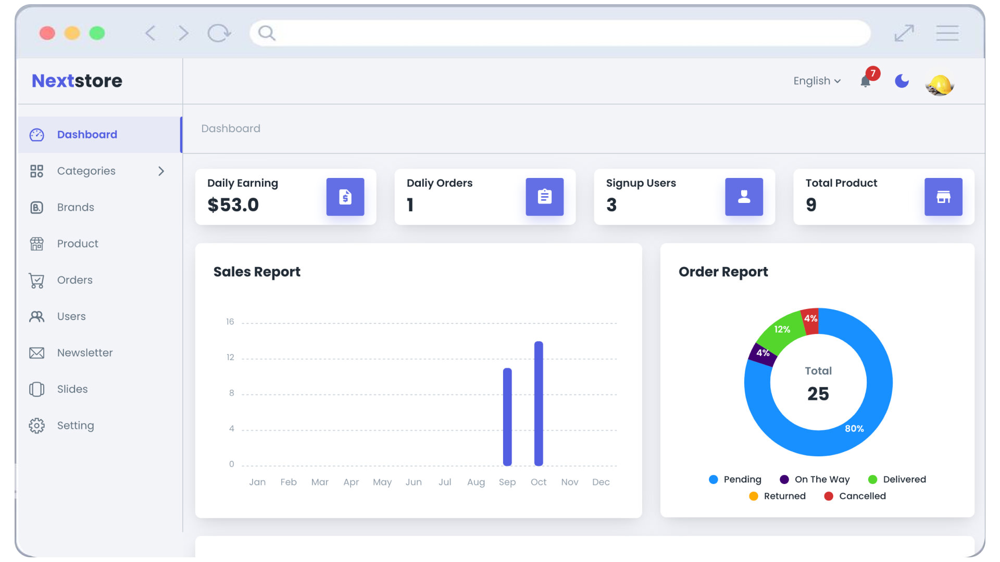 Nextstore
English
7
Dashboard
Categories
B.
Brands
Product
Orders
Users
Newsletter
Slides
Setting
Dashboard
Daily Earning
$53.0
Daliy Orders
1
Signup Users
3
Total Product
9
Sales Report
16
12
8
4
0
Jan Feb Mar Apr May Jun Jul Aug Sep Oct Nov Dec
Order Report
4%
12%
4%
80%
Total
25
Pending On The Way Delivered
Returned Cancelled